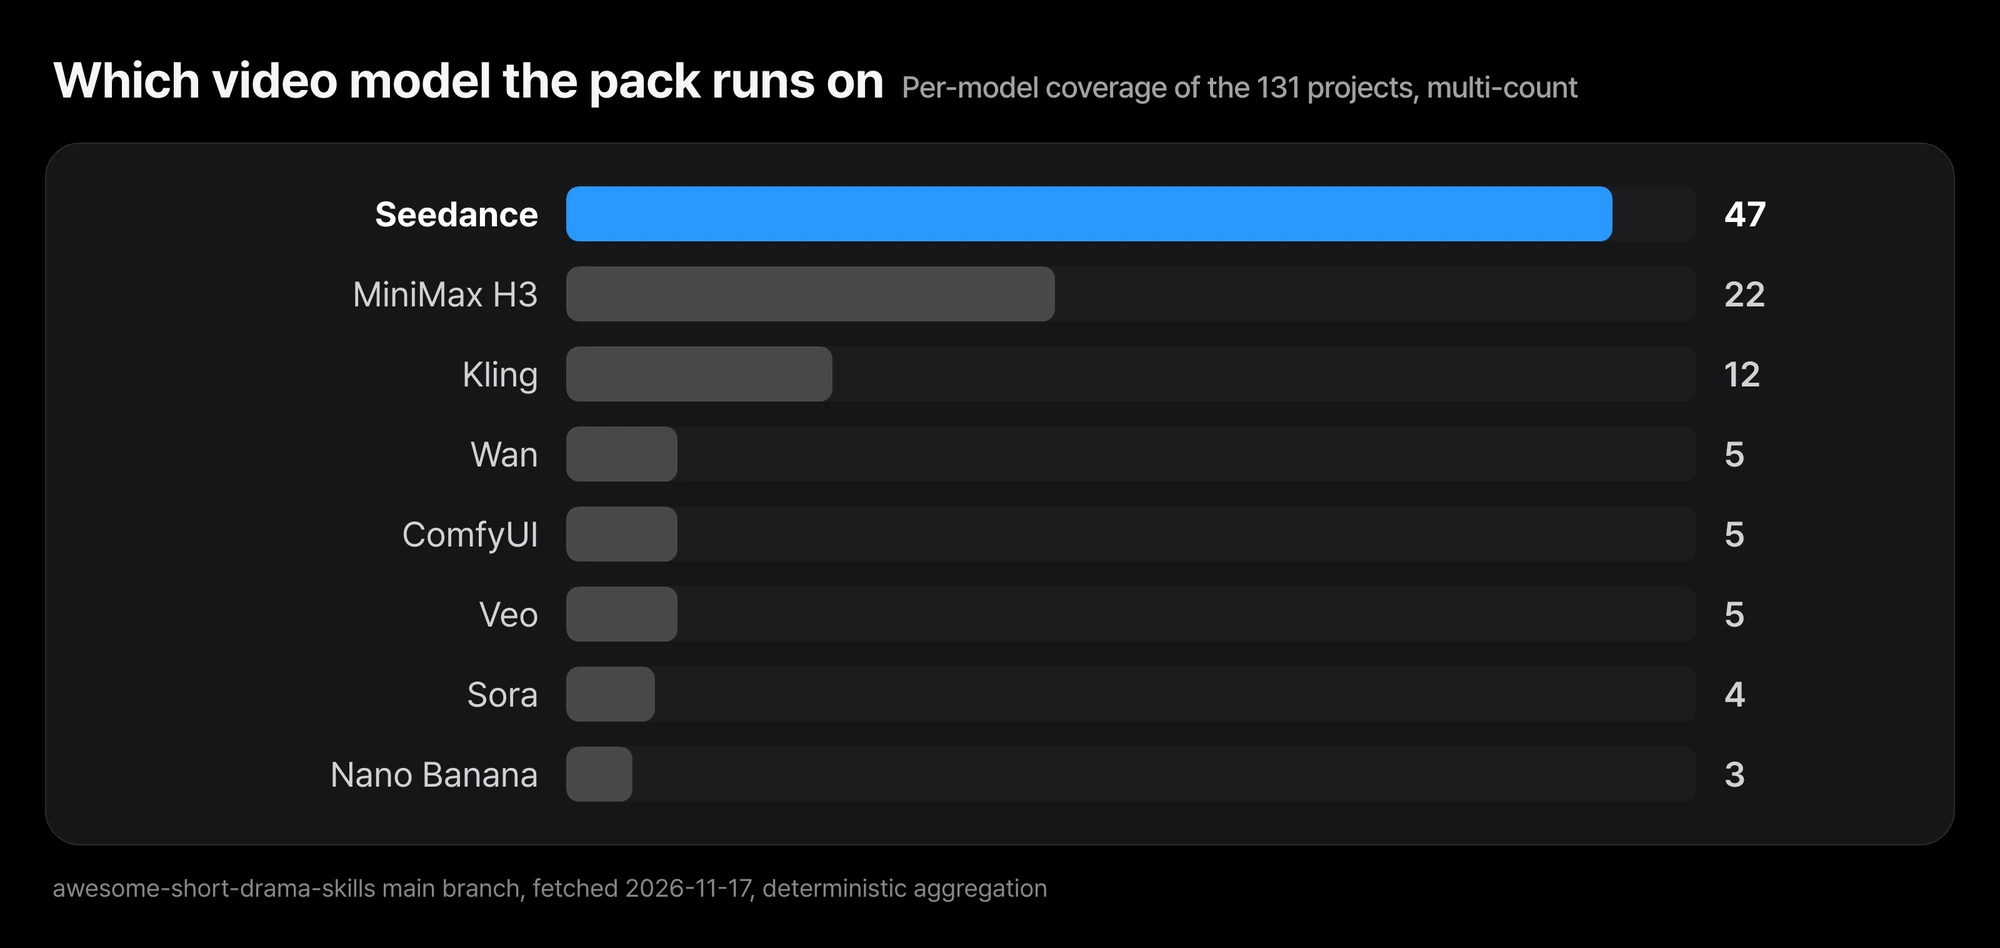 Which video model the pack runs on Per-model coverage of the 131 projects, multi-count
Seedance 47
MiniMax H3 22
Kling 12
Wan 5
ComfyUI 5
Veo 5
Sora 4
Nano Banana 3
awesome-short-drama-skills main branch, fetched 2026-11-17, deterministic aggregation